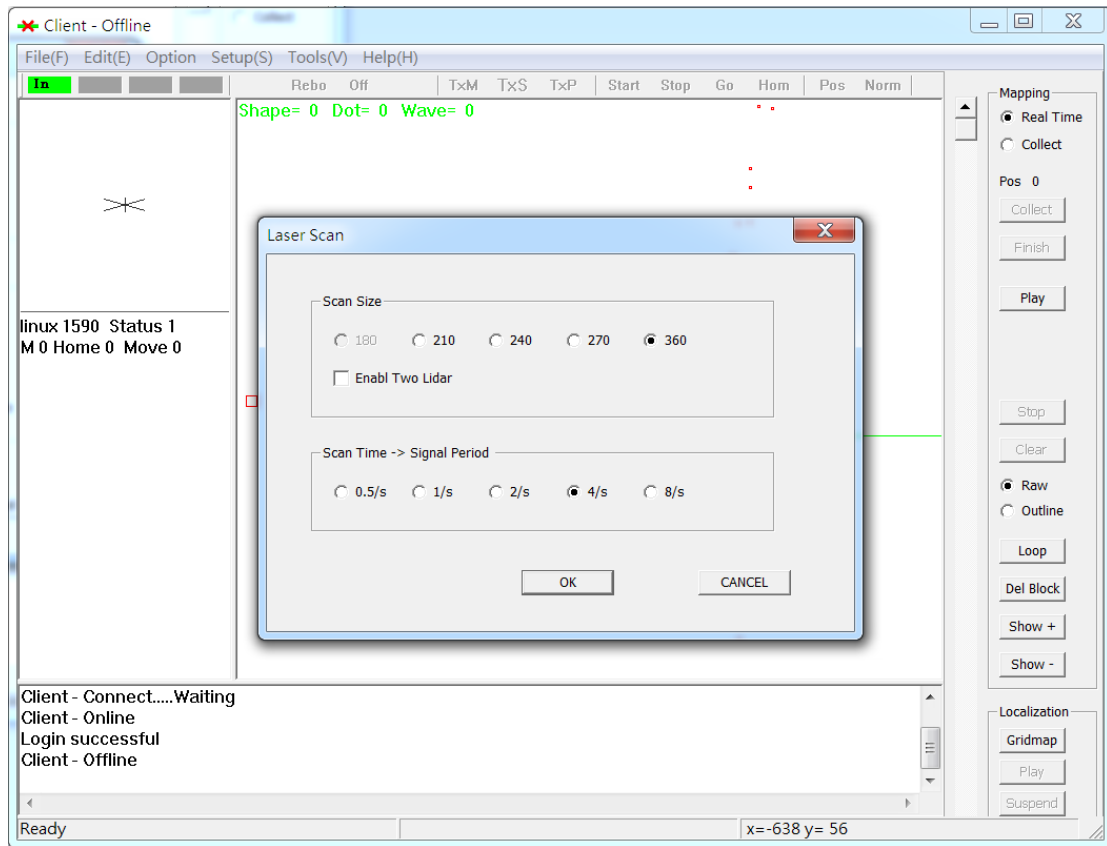 Client - Offline
File(F) Edit(E) Option Setup(S) Tools(V) Help(H)
In Rebo Off TxM TxS TxP Start Stop Go Hom Pos Norm
Shape= 0 Dot= 0 Wave= 0
linux 1590 Status 1
M 0 Home 0 Move 0
Laser Scan
Scan Size
180 210 240 270 360
Enabl Two Lidar
Scan Time -> Signal Period
0.5/s 1/s 2/s 4/s 8/s
OK CANCEL
Mapping
Real Time
Collect
Pos 0
Collect
Finish
Play
Stop
Clear
Raw
Outline
Loop
Del Block
Show +
Show -
Localization
Gridmap
Play
Suspend
Client - Connect.....Waiting
Client - Online
Login successful
Client - Offline
Ready x=-638 y= 56